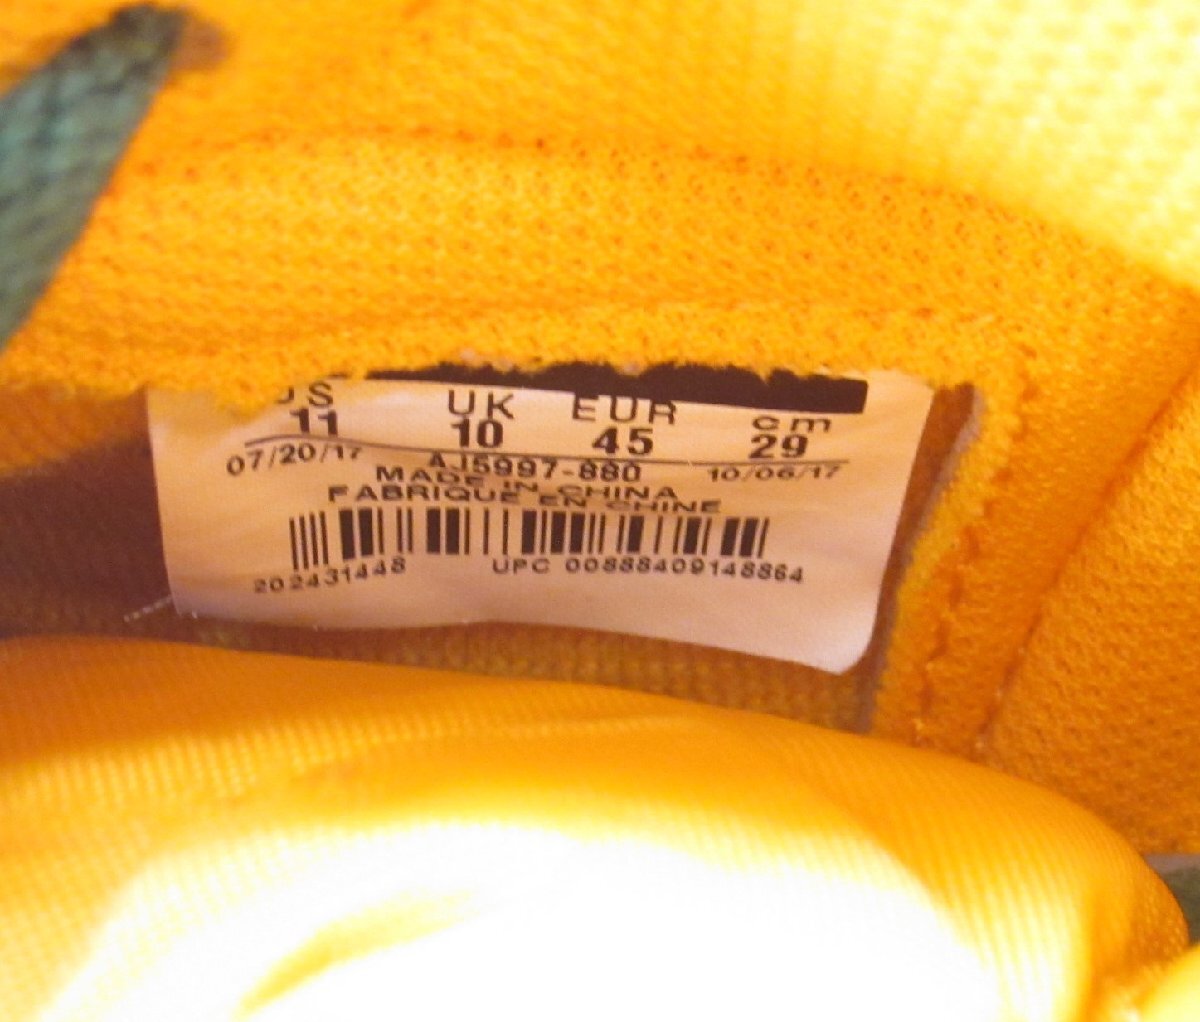 US UK EUR cm
11 10 45 29
07/20/17 AJ5997-880 10/06/17
MADE IN CHINA
FABRIQUE EN CHINE
202431448 UPC 00888409148864